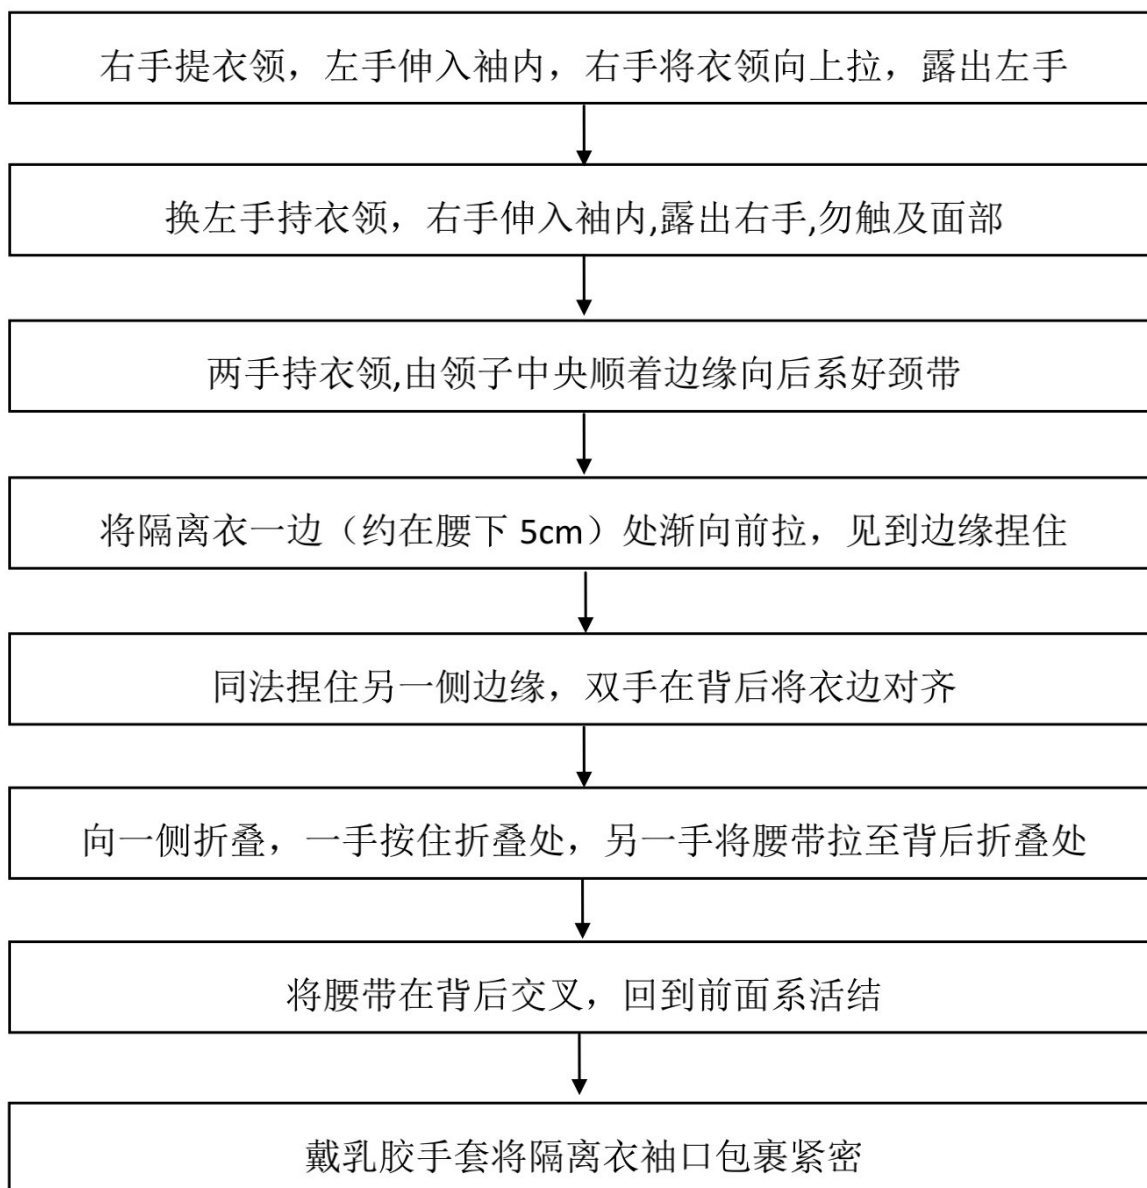 右手提衣领，左手伸入袖内，右手将衣领向上拉，露出左手
换左手持衣领，右手伸入袖内,露出右手,勿触及面部
两手持衣领,由领子中央顺着边缘向后系好颈带
将隔离衣一边（约在腰下 5cm）处渐向前拉，见到边缘捏住
同法捏住另一侧边缘，双手在背后将衣边对齐
向一侧折叠，一手按住折叠处，另一手将腰带拉至背后折叠处
将腰带在背后交叉，回到前面系活结
戴乳胶手套将隔离衣袖口包裹紧密